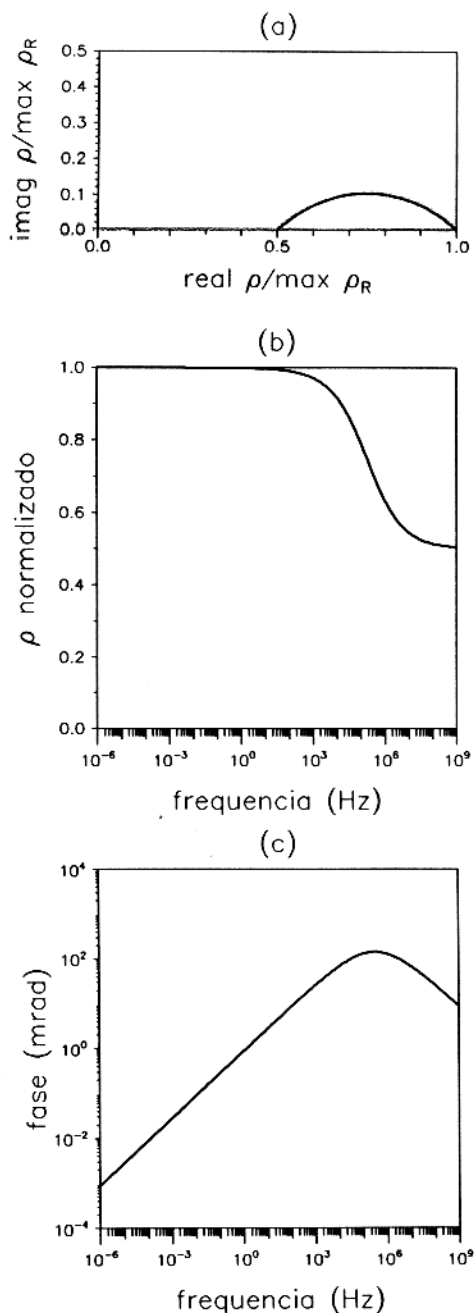 (a)
imag ρ/max ρR
0.5
0.4
0.3
0.2
0.1
0.0
0.0 0.5 1.0
real ρ/max ρR
(b)
ρ normalizado
1.0
0.8
0.6
0.4
0.2
0.0
10⁻⁶ 10⁻³ 10⁰ 10³ 10⁶ 10⁹
frequencia (Hz)
(c)
fase (mrad)
10⁴
10²
10⁰
10⁻²
10⁻⁴
10⁻⁶ 10⁻³ 10⁰ 10³ 10⁶ 10⁹
frequencia (Hz)